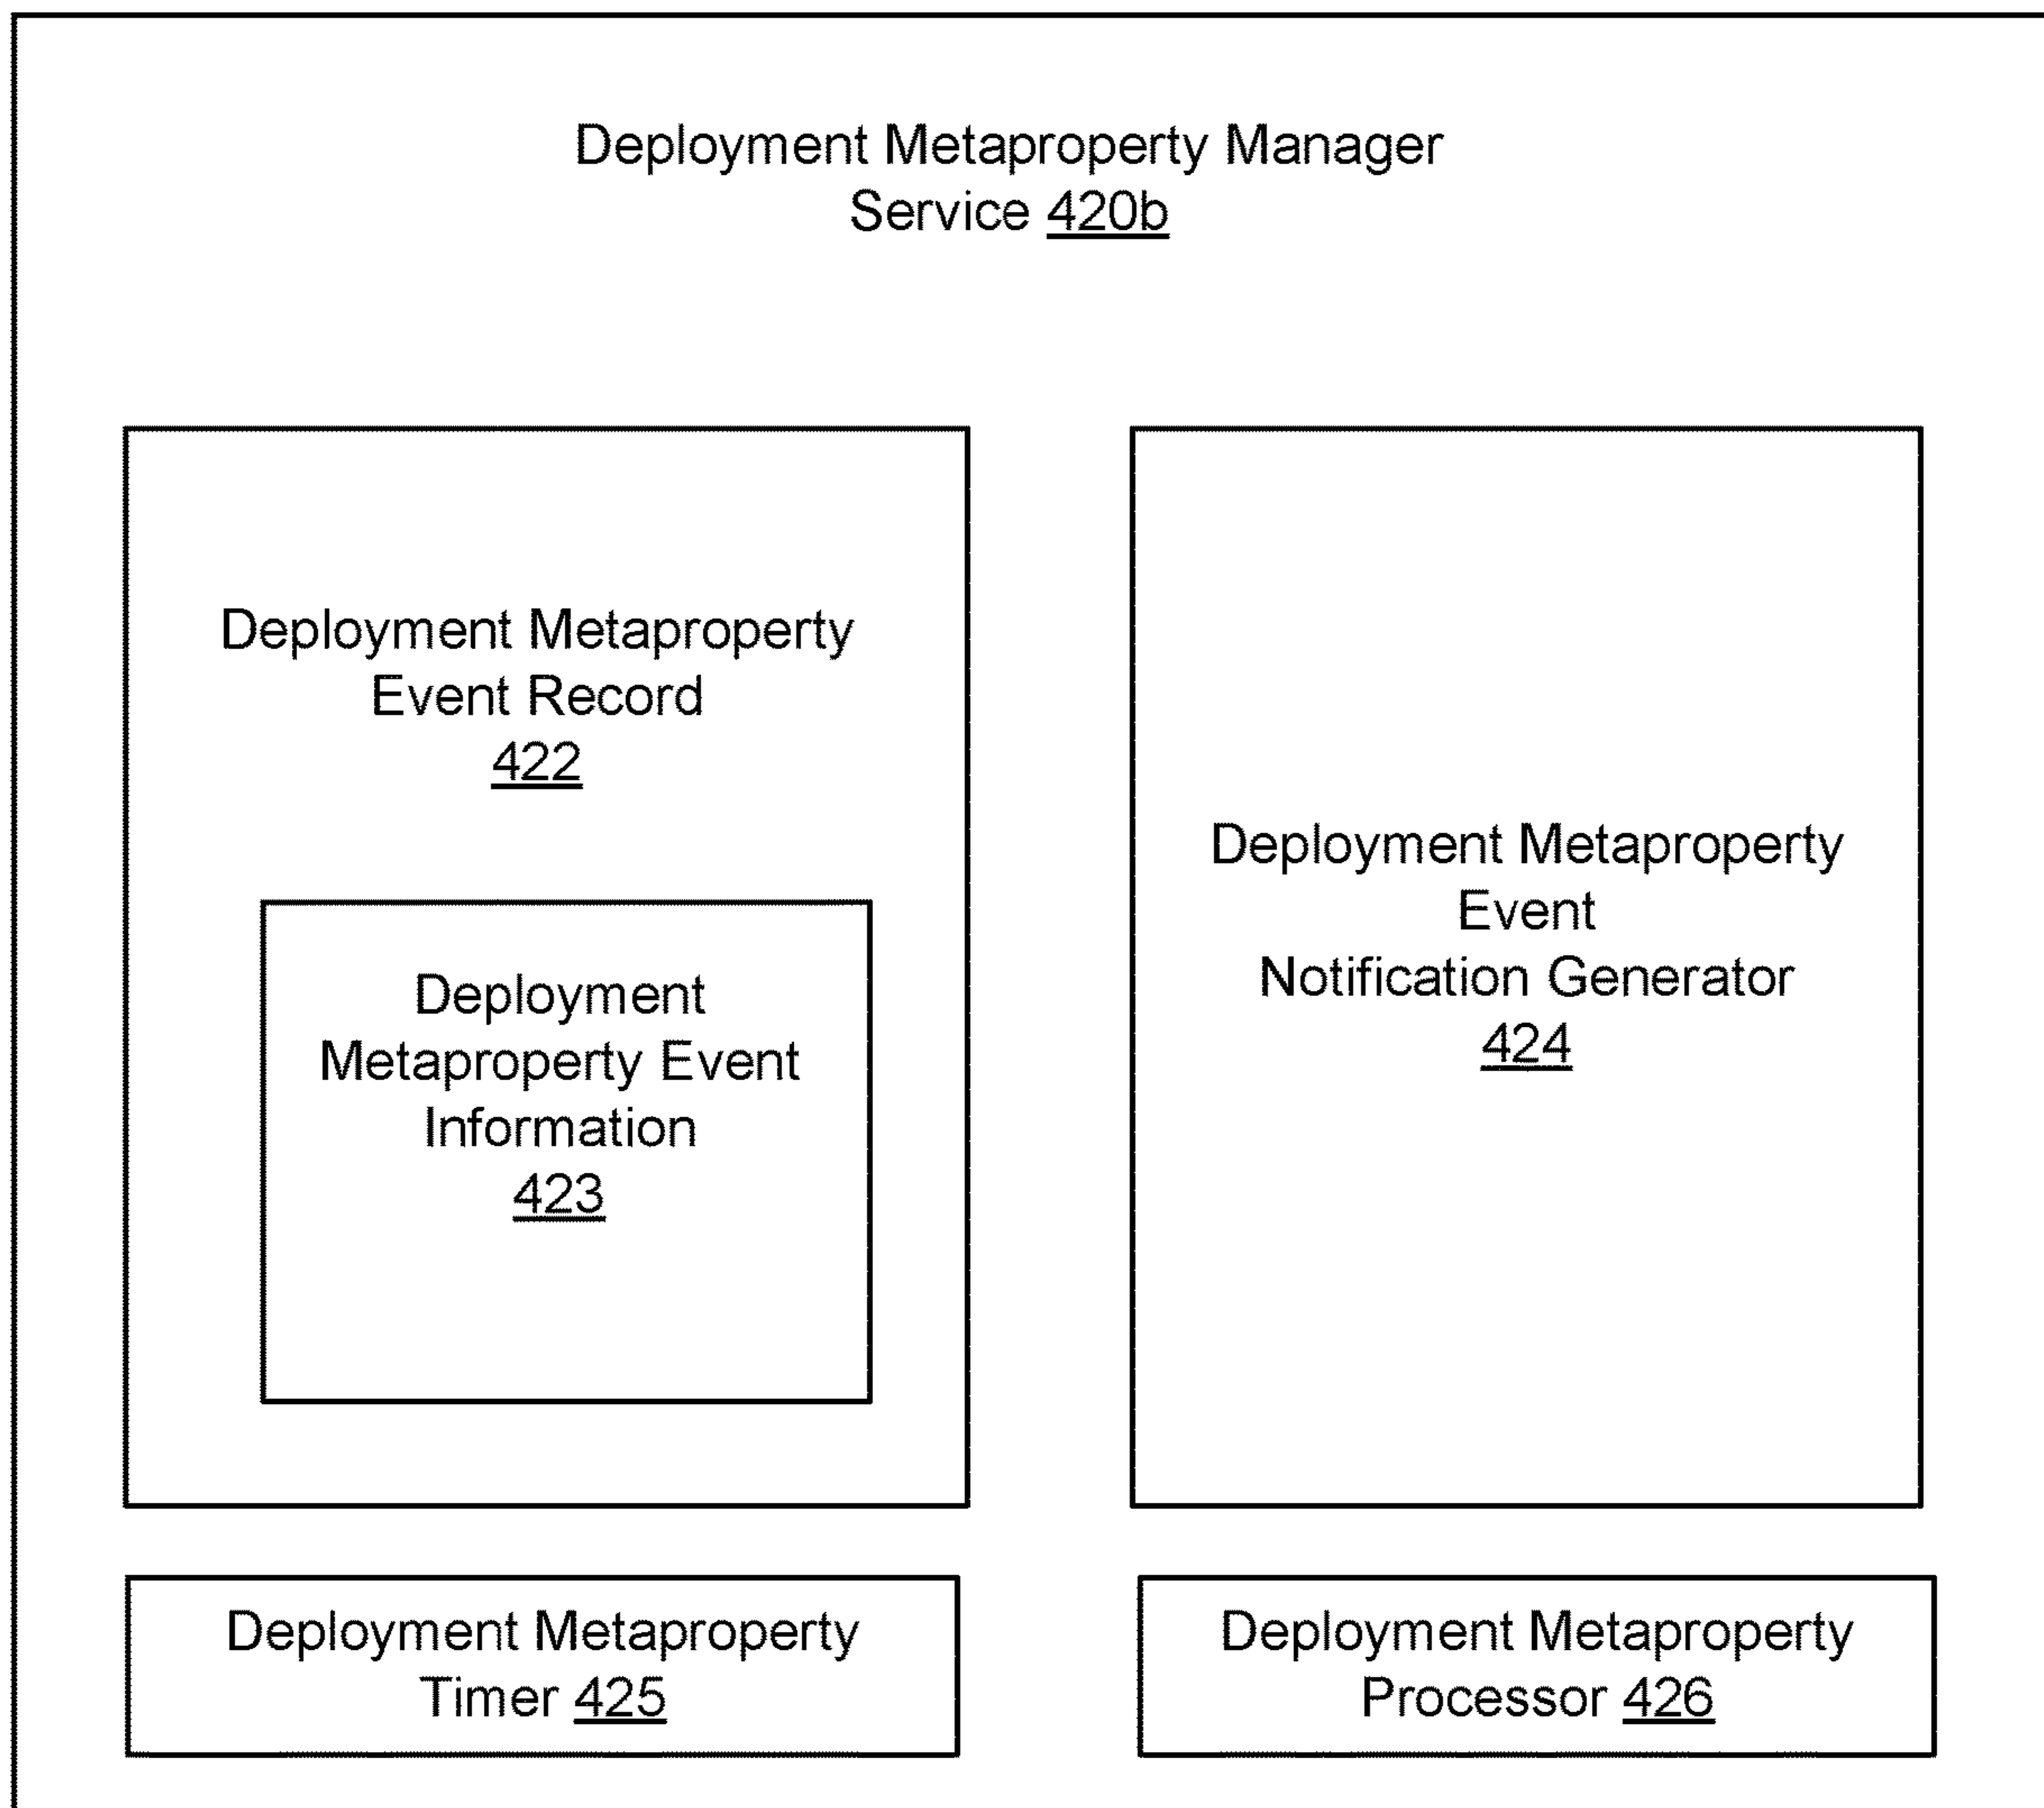 Deployment Metaproperty Manager
Service 420b
Deployment Metaproperty
Event Record
422
Deployment
Metaproperty Event
Information
423
Deployment Metaproperty
Event
Notification Generator
424
Deployment Metaproperty
Timer 425
Deployment Metaproperty
Processor 426